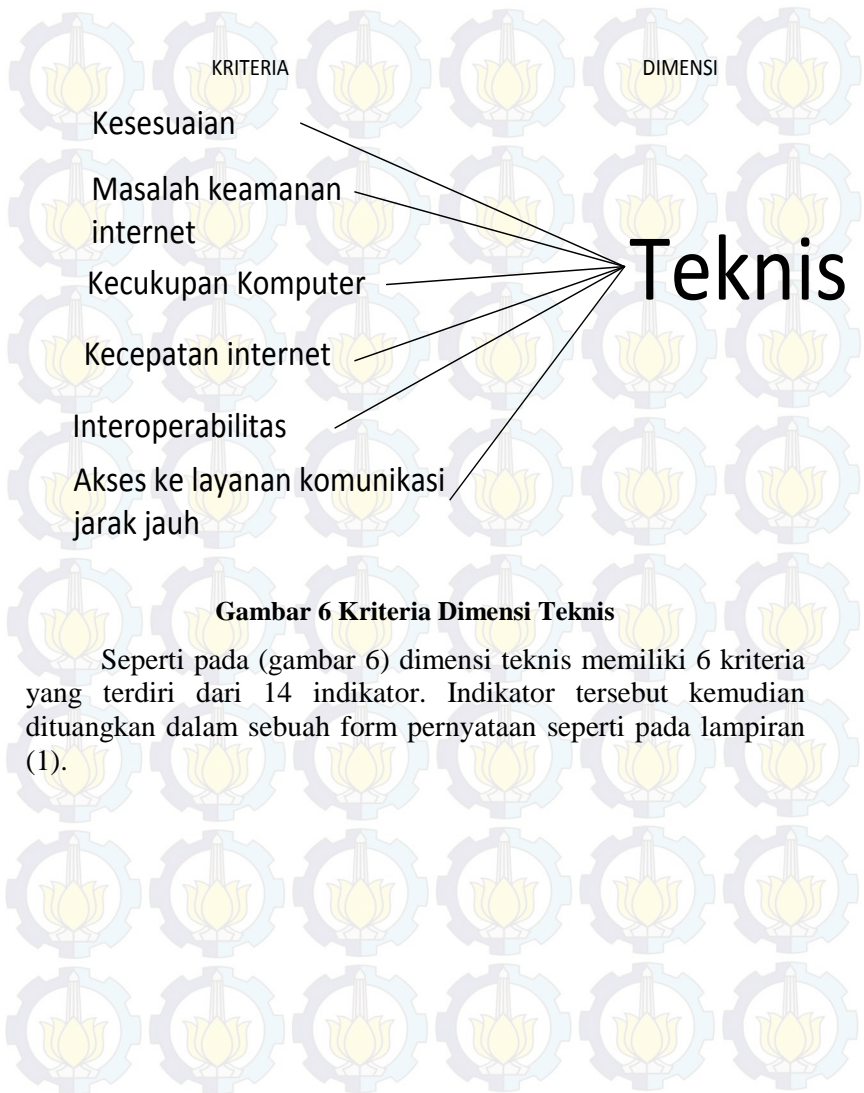 KRITERIA DIMENSI
Kesesuaian
Masalah keamanan
internet
Teknis
Kecukupan Komputer
Kecepatan internet
Interoperabilitas
Akses ke layanan komunikasi
jarak jauh
Gambar 6 Kriteria Dimensi Teknis
Seperti pada (gambar 6) dimensi teknis memiliki 6 kriteria
yang terdiri dari 14 indikator. Indikator tersebut kemudian
dituangkan dalam sebuah form pernyataan seperti pada lampiran
(1).